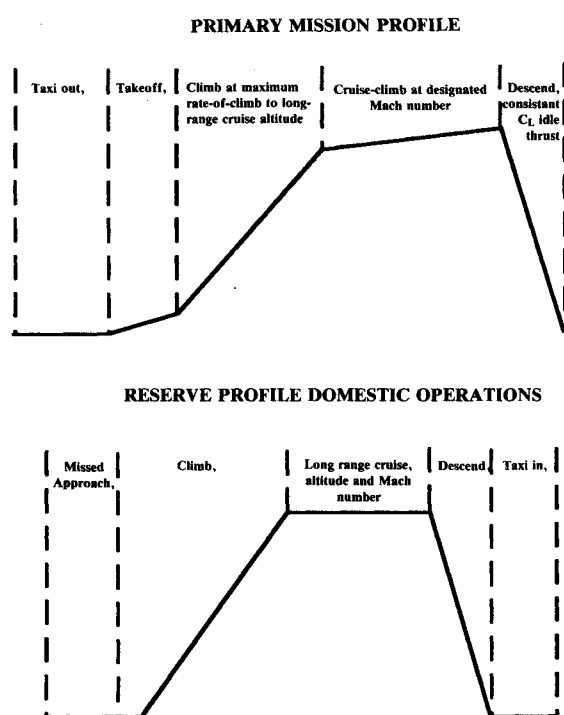 PRIMARY MISSION PROFILE
Taxi out,
Takeoff,
Climb at maximum
rate-of-climb to long-
range cruise altitude
Cruise-climb at designated
Mach number
Descend,
consistant
CL idle
thrust
RESERVE PROFILE DOMESTIC OPERATIONS
Missed
Approach,
Climb,
Long range cruise,
altitude and Mach
number
Descend,
Taxi in,